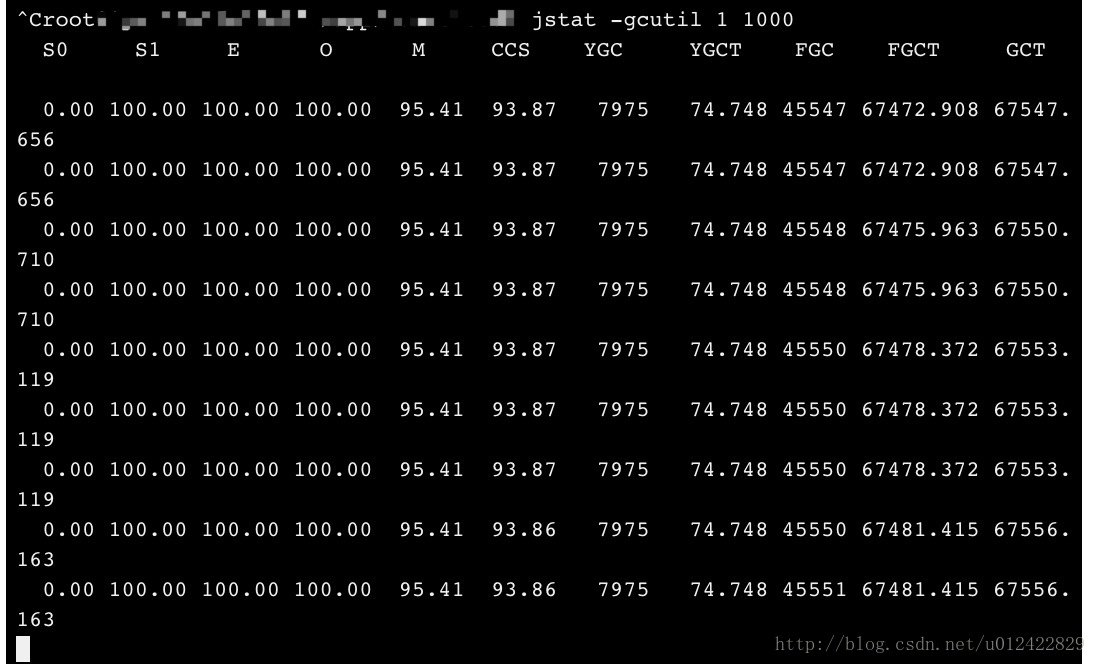 ^Croot jstat -gcutil 1 1000
S0 S1 E O M CCS YGC YGCT FGC FGCT GCT
0.00 100.00 100.00 100.00 95.41 93.87 7975 74.748 45547 67472.908 67547.
656
0.00 100.00 100.00 100.00 95.41 93.87 7975 74.748 45547 67472.908 67547.
656
0.00 100.00 100.00 100.00 95.41 93.87 7975 74.748 45548 67475.963 67550.
710
0.00 100.00 100.00 100.00 95.41 93.87 7975 74.748 45548 67475.963 67550.
710
0.00 100.00 100.00 100.00 95.41 93.87 7975 74.748 45550 67478.372 67553.
119
0.00 100.00 100.00 100.00 95.41 93.87 7975 74.748 45550 67478.372 67553.
119
0.00 100.00 100.00 100.00 95.41 93.87 7975 74.748 45550 67478.372 67553.
119
0.00 100.00 100.00 100.00 95.41 93.86 7975 74.748 45550 67481.415 67556.
163
0.00 100.00 100.00 100.00 95.41 93.86 7975 74.748 45551 67481.415 67556.
163
http://blog.csdn.net/u012422829